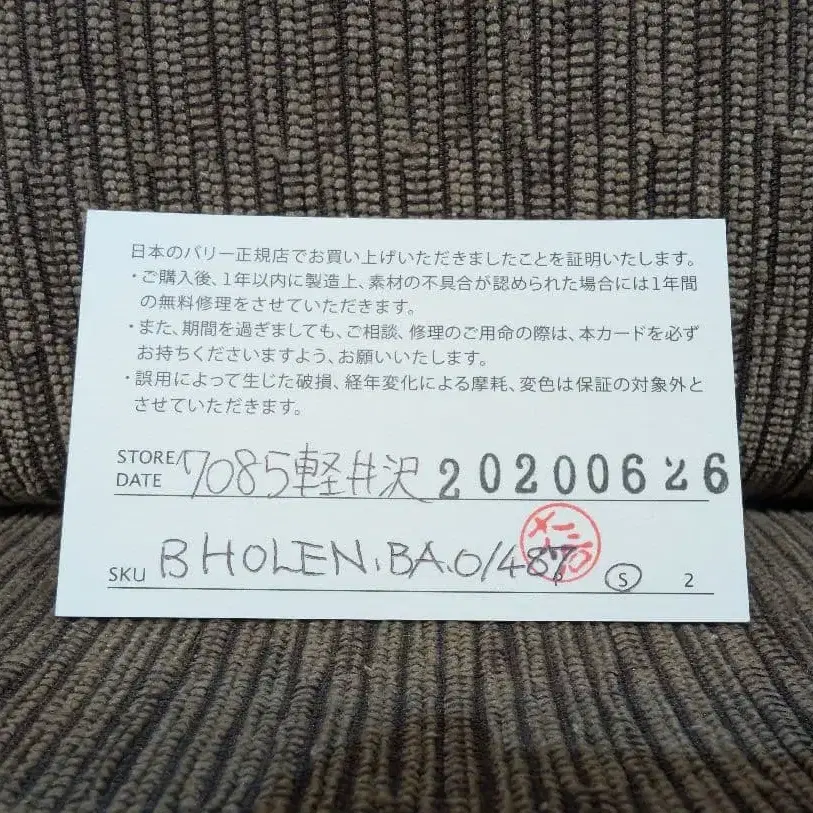 日本のバリー正規店でお買い上げいただきましたことを証明いたします。
・ご購入後、1年以内に製造上、素材の不具合が認められた場合には1年間
の無料修理をさせていただきます。
・また、期間を過ぎましても、ご相談、修理のご用命の際は、本カードを必ず
お持ちくださいますよう、お願いいたします。
・誤用によって生じた破損、経年変化による摩耗、変色は保証の対象外と
させていただきます。
STORE/ 7085軽井沢 20200626
DATE
SKU BHOLEN.BA.O/487 S 2